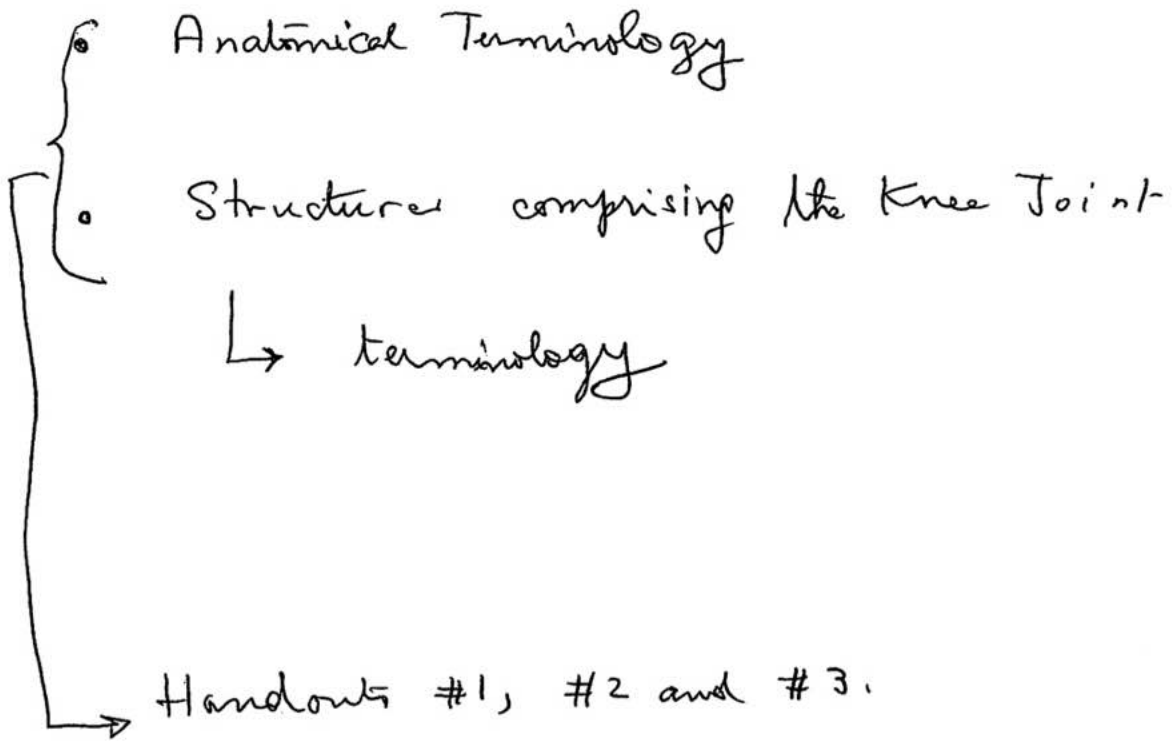 • Anatomical Terminology
• Structures comprising the Knee Joint
↳ terminology
Handouts #1, #2 and #3.